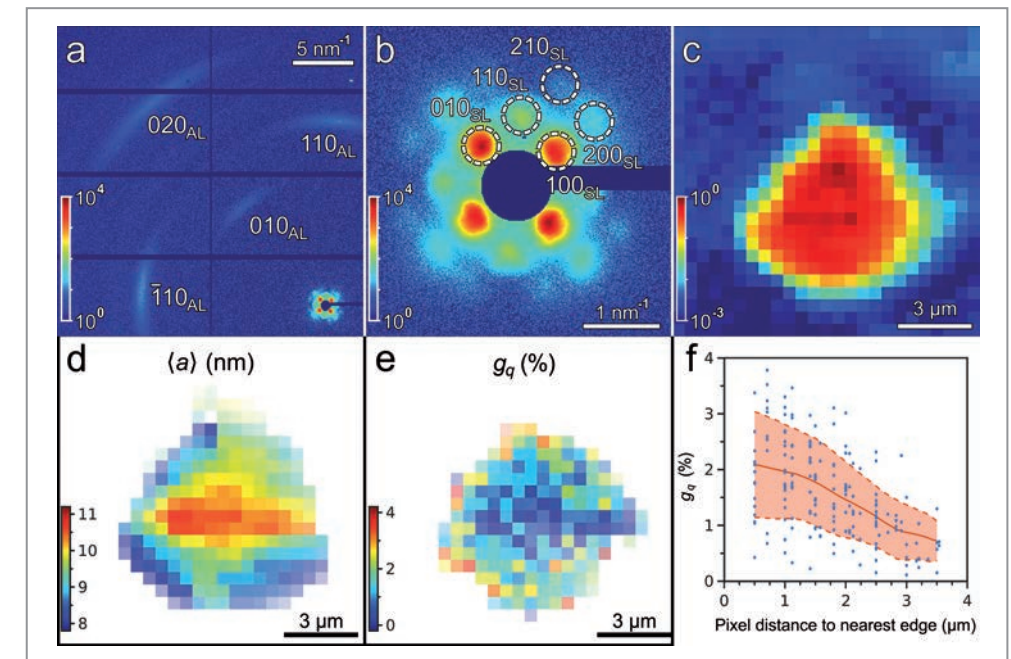 a
5 nm⁻¹
020AL
110AL
010AL
1̄10AL
10⁴
10⁰
b
210SL
110SL
010SL
200SL
100SL
10⁴
10⁰
1 nm⁻¹
c
10⁰
10⁻³
3 μm
d
⟨a⟩ (nm)
11
10
9
8
3 μm
e
gq (%)
4
2
0
3 μm
f
4
3
2
1
0
gq (%)
0 1 2 3 4
Pixel distance to nearest edge (μm)